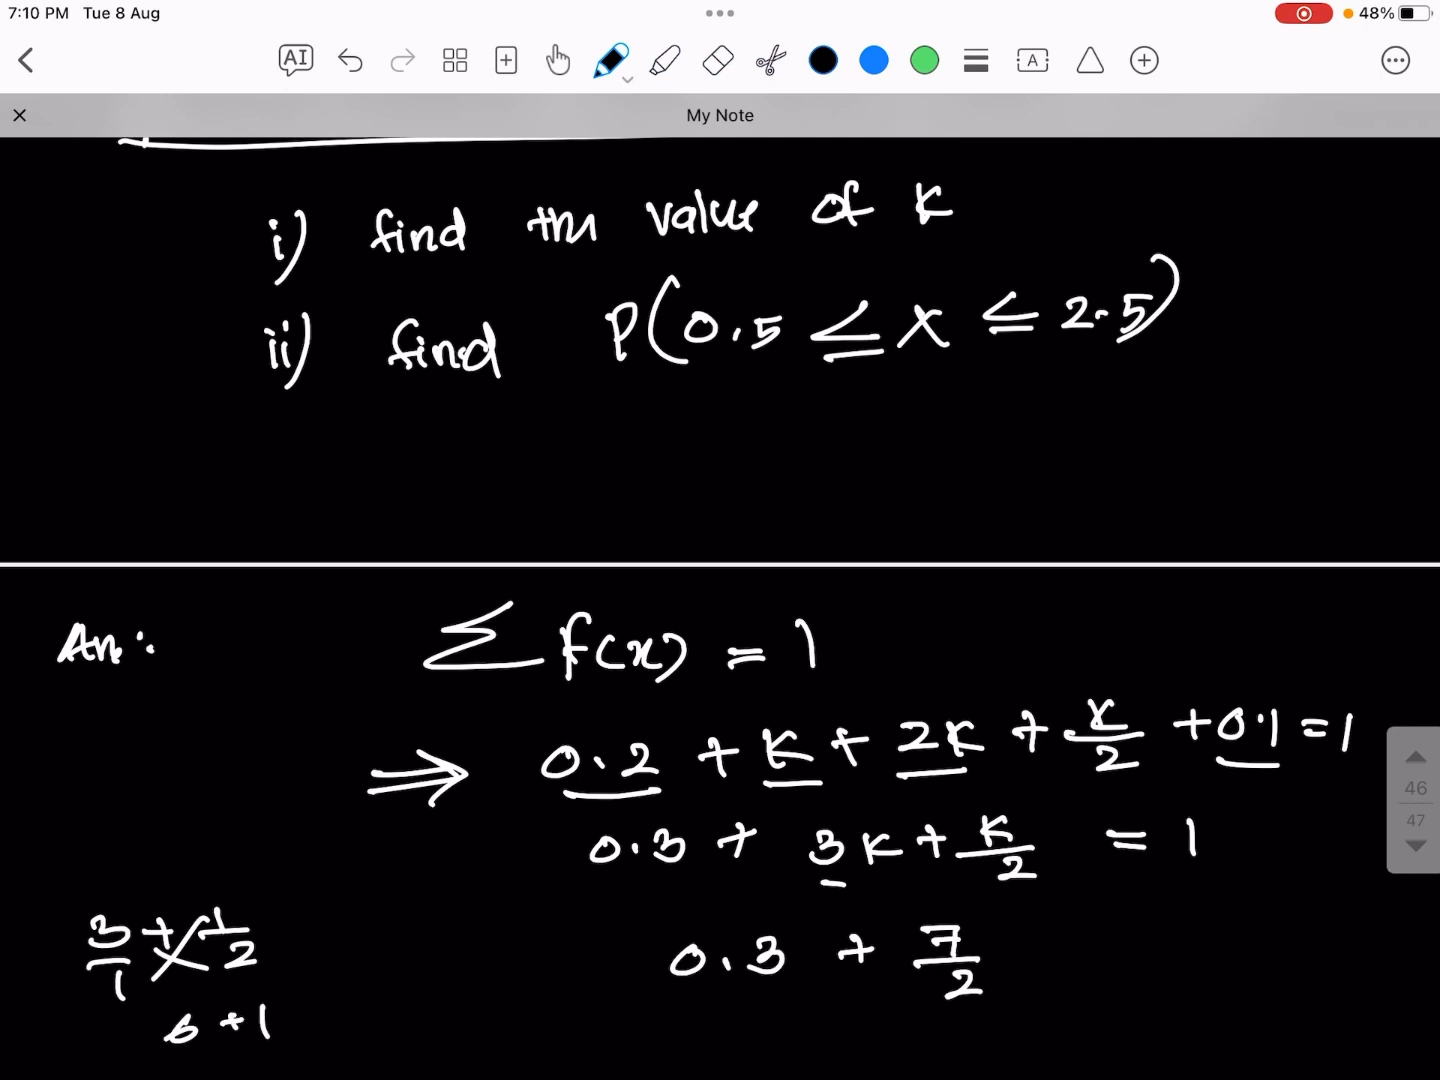 7:10 PM Tue 8 Aug
48%
AI
A
My Note
i) find the value of K
ii) find P(0.5 ≤ X ≤ 2.5)
Ans:
∑ f(x) = 1
⇒ 0.2 + K + 2K + K/2 + 0.1 = 1
0.3 + 3K + K/2 = 1
3/1 + 1/2
0.3 + 7/2
6 + 1
46
47